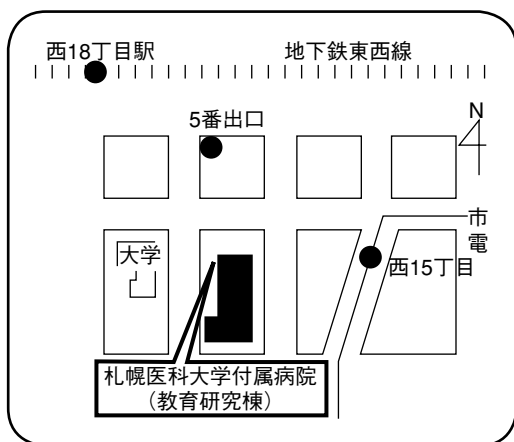 西18丁目駅
地下鉄東西線
5番出口
N
市電
大学
西15丁目
札幌医科大学付属病院
（教育研究棟）